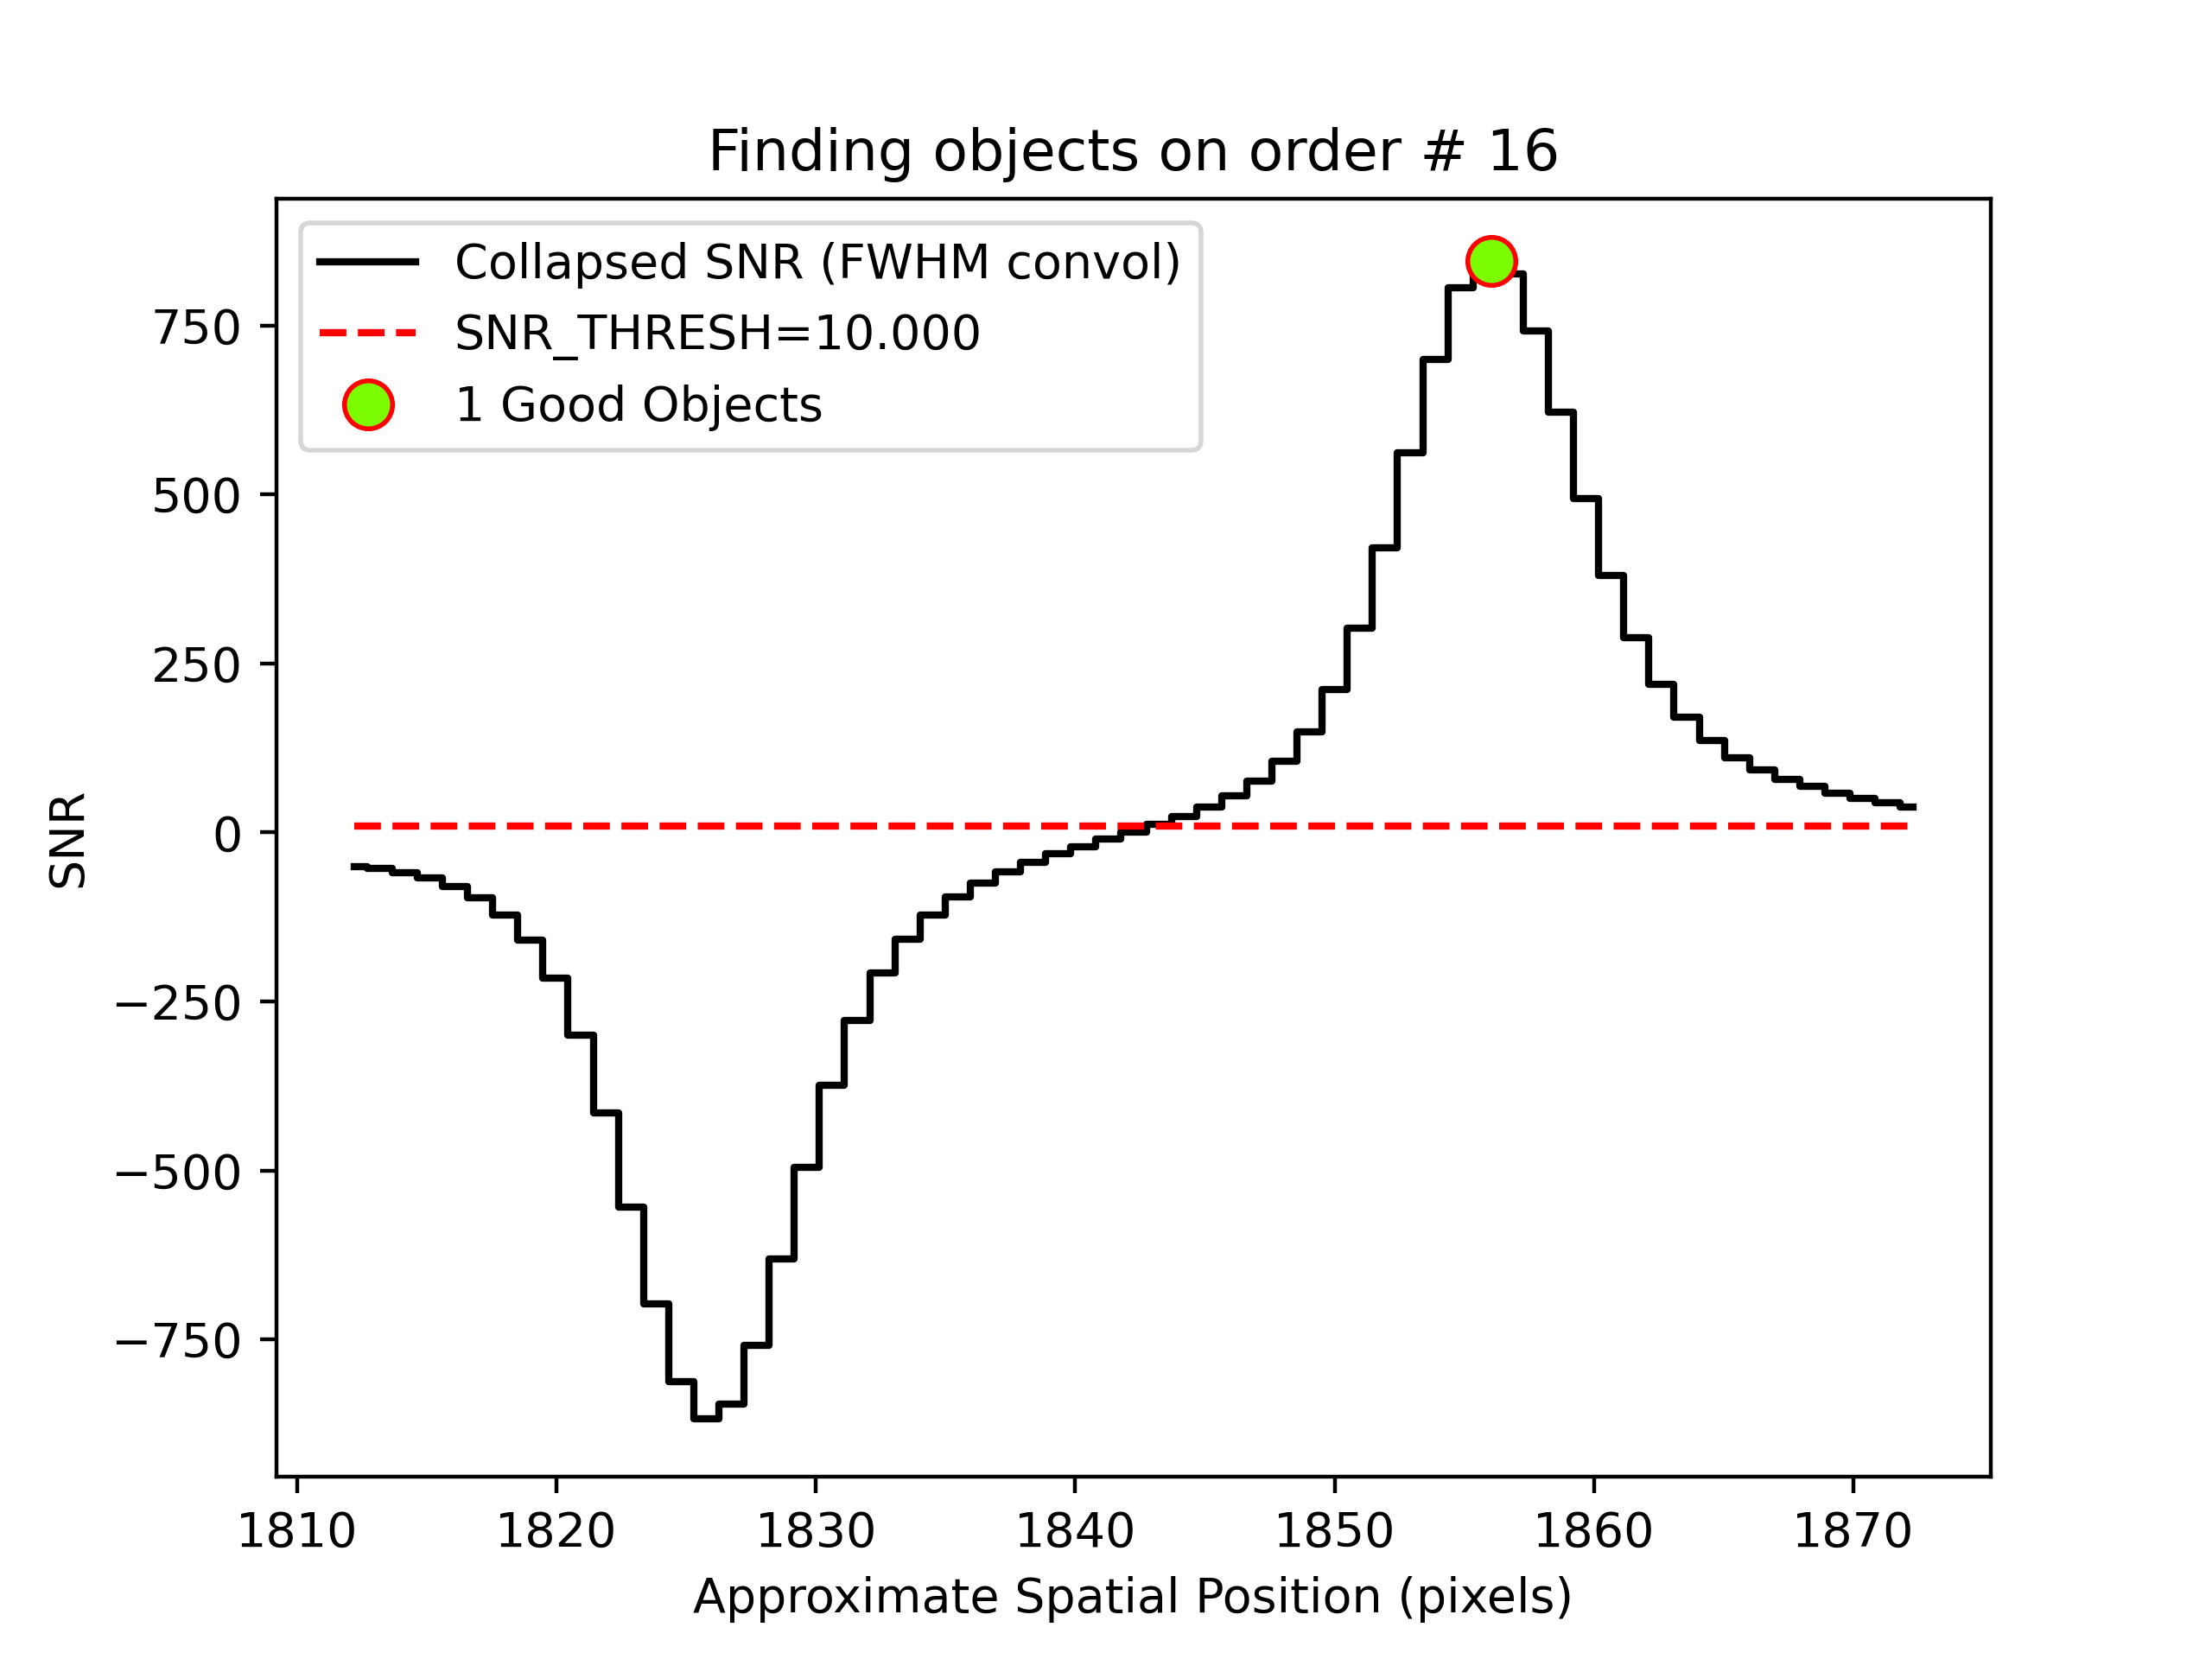 Finding objects on order # 16
Collapsed SNR (FWHM convol)
SNR_THRESH=10.000
1 Good Objects
750
500
250
0
−250
−500
−750
SNR
1810 1820 1830 1840 1850 1860 1870
Approximate Spatial Position (pixels)